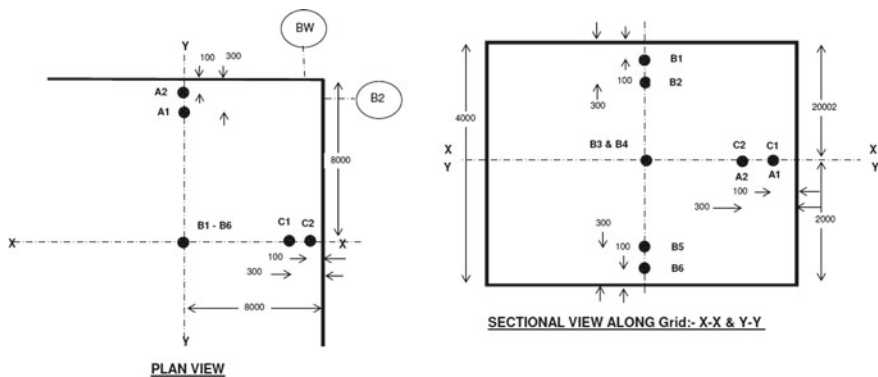 BW
Y
100 300
A2
A1
B2
8000
B1 - B6
C1 C2
X
X
100
300
8000
Y
PLAN VIEW
B1
100
B2
300
4000
20002
B3 & B4
C2 C1
X
Y
X
Y
A2 A1
100
300
300
2000
100
B5
B6
SECTIONAL VIEW ALONG Grid:- X-X & Y-Y